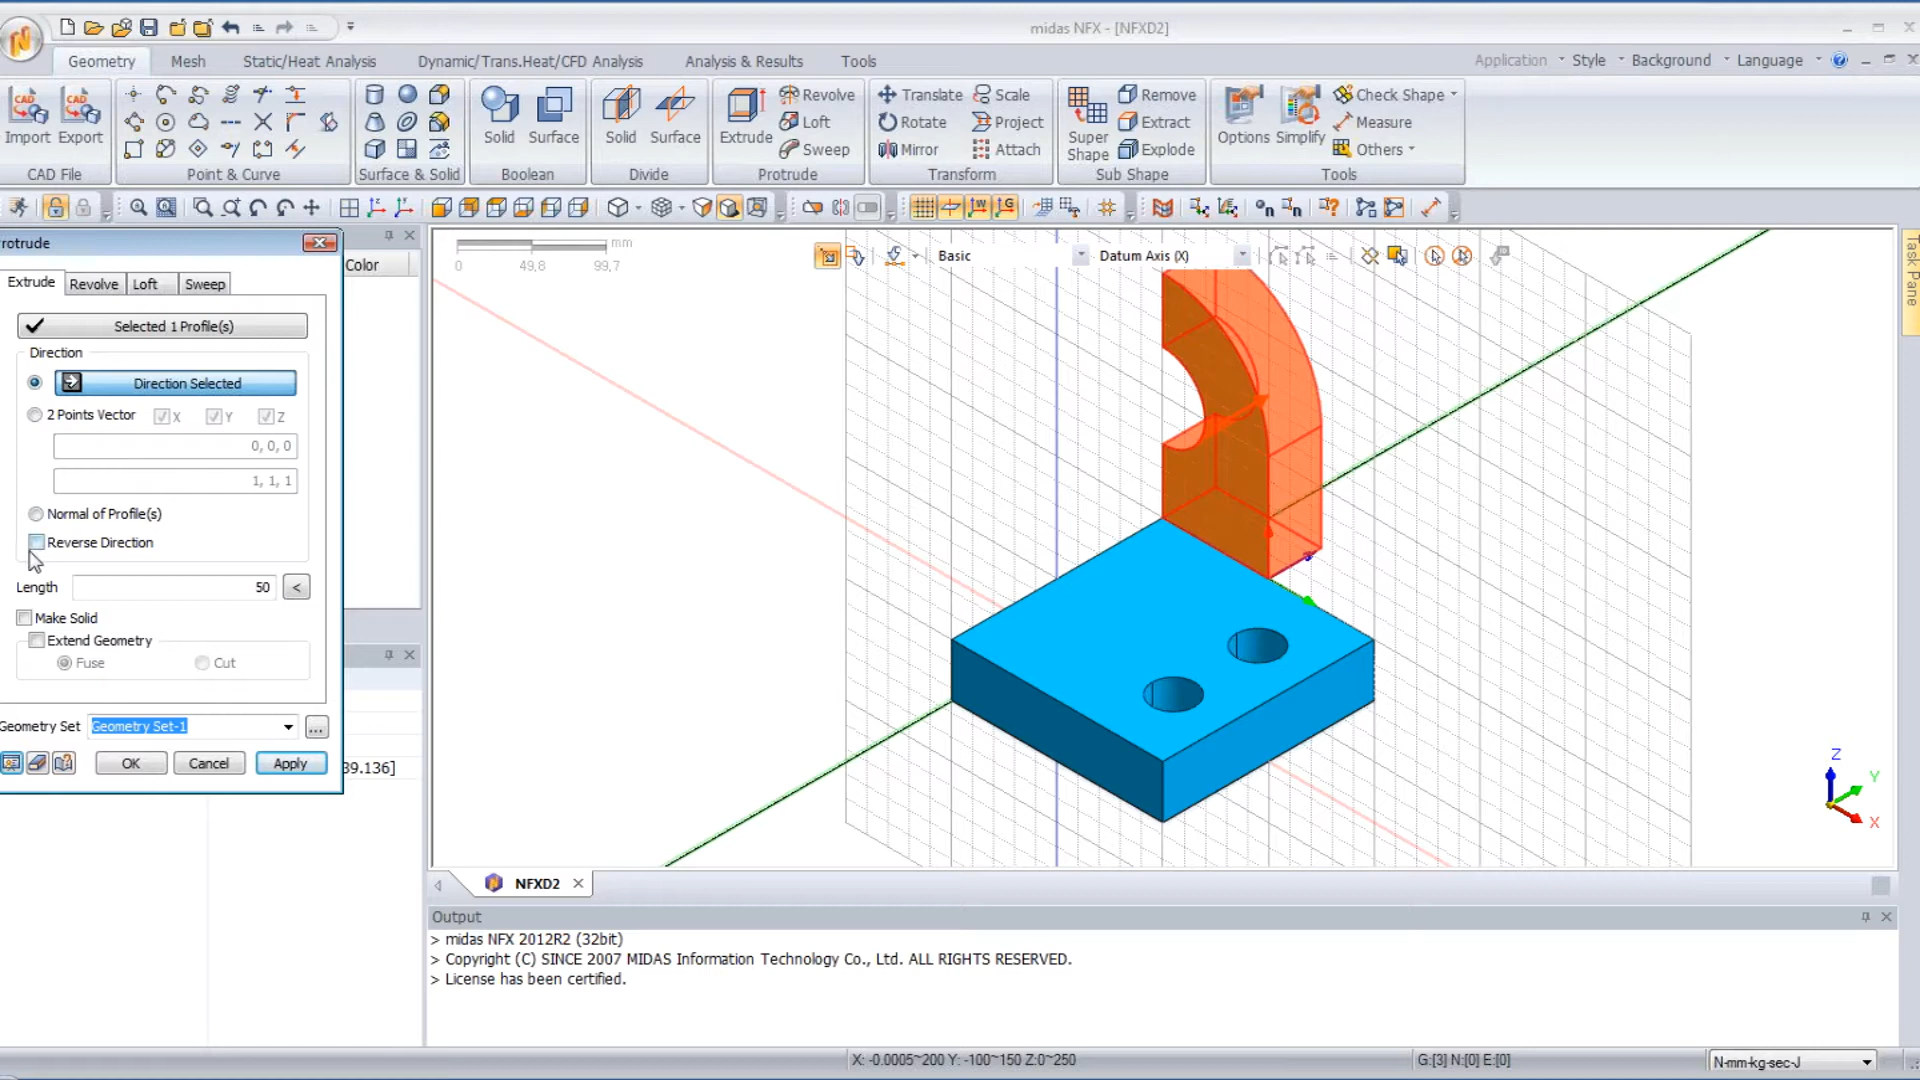 midas NFX - [NFXD2]
Geometry Mesh Static/Heat Analysis Dynamic/Trans.Heat/CFD Analysis Analysis & Results Tools
Application Style Background Language
CAD CAD
Import Export
CAD File
Point & Curve
Surface & Solid
Solid Surface
Boolean
Solid Surface
Divide
Extrude
Revolve
Loft
Sweep
Protrude
Translate Scale
Rotate Project
Mirror Attach
Transform
Super Shape
Remove
Extract
Explode
Sub Shape
Options Simplify
Check Shape
Measure
Others
Tools
rotrude
Color
Extrude Revolve Loft Sweep
Selected 1 Profile(s)
Direction
Direction Selected
2 Points Vector X Y Z
0, 0, 0
1, 1, 1
Normal of Profile(s)
Reverse Direction
Length 50 <
Make Solid
Extend Geometry
Fuse Cut
Geometry Set Geometry Set-1 ...
OK Cancel Apply
39.136]
mm
0 49,8 99,7
Basic Datum Axis (X)
Task Pane
Z
Y
X
NFXD2
Output
> midas NFX 2012R2 (32bit)
> Copyright (C) SINCE 2007 MIDAS Information Technology Co., Ltd. ALL RIGHTS RESERVED.
> License has been certified.
X: -0.0005~200 Y: -100~150 Z:0~250 G:[3] N:[0] E:[0] N-mm-kg-sec-J